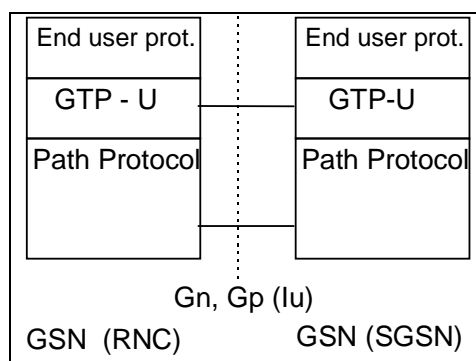 End user prot.
GTP - U
Path Protocol
End user prot.
GTP-U
Path Protocol
Gn, Gp (Iu)
GSN (RNC)
GSN (SGSN)